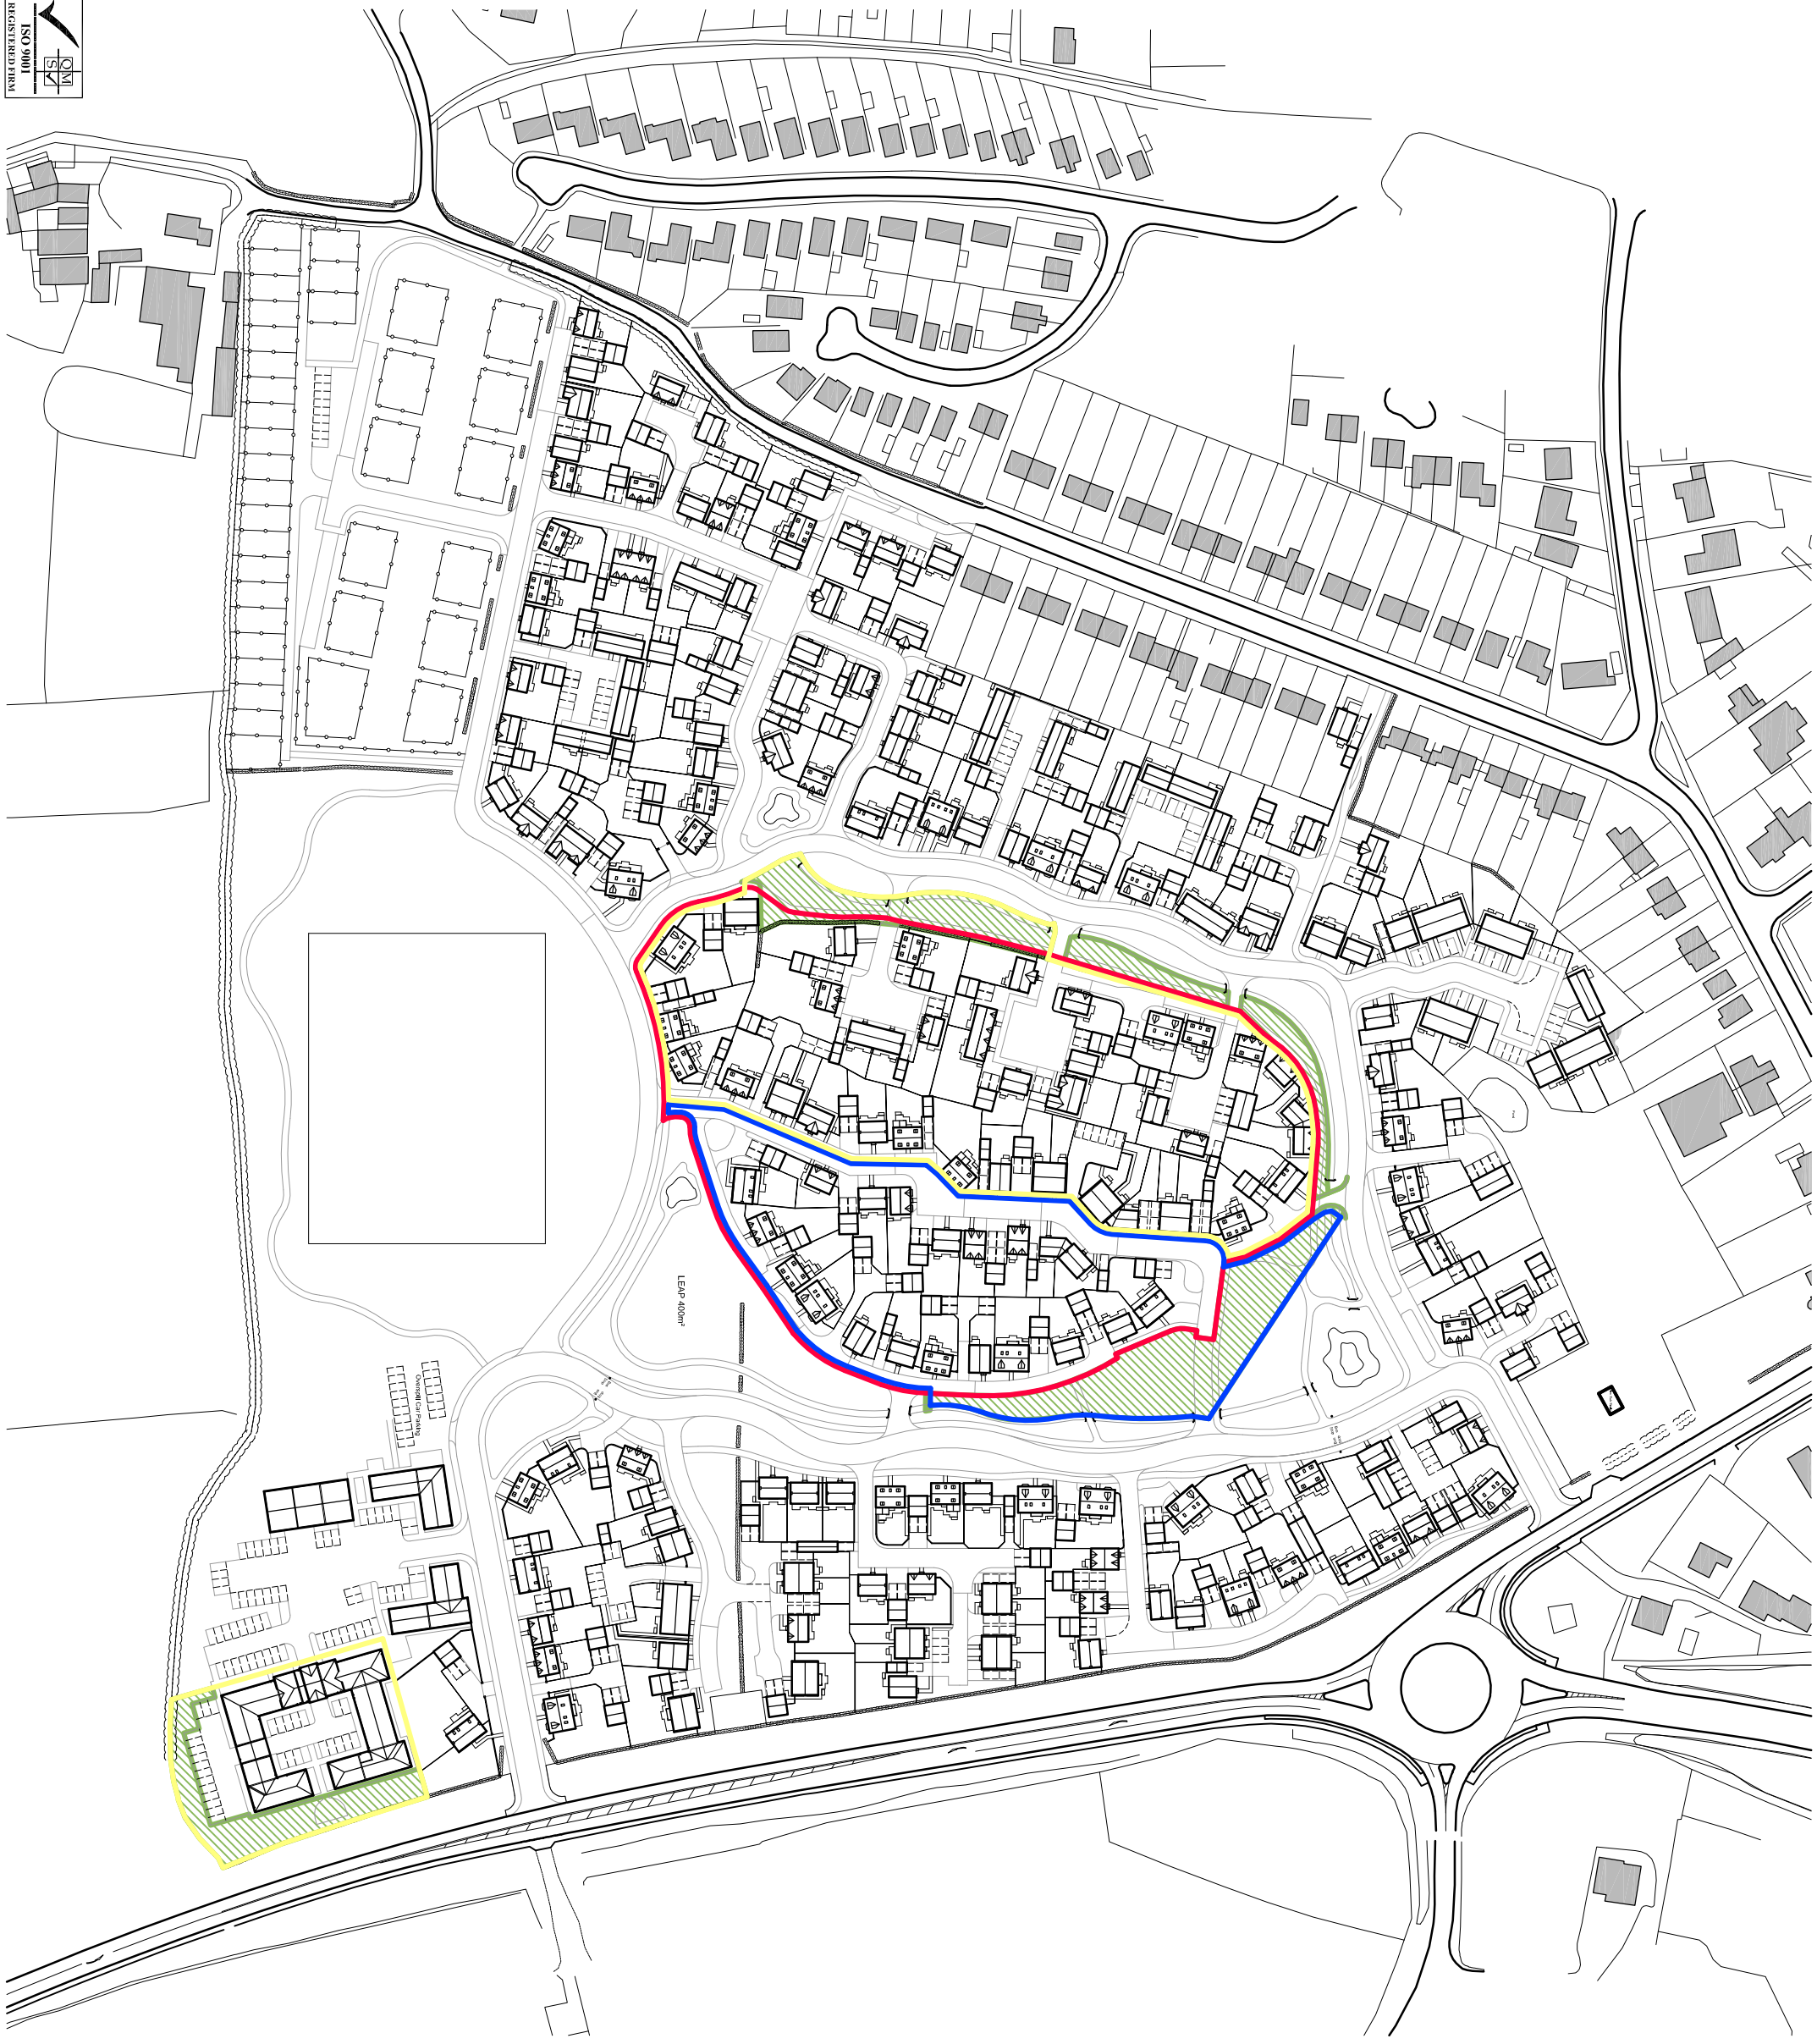 QM
S
ISO 9001
REGISTERED FIRM
LEAP 400m²
Overspill Car Parking